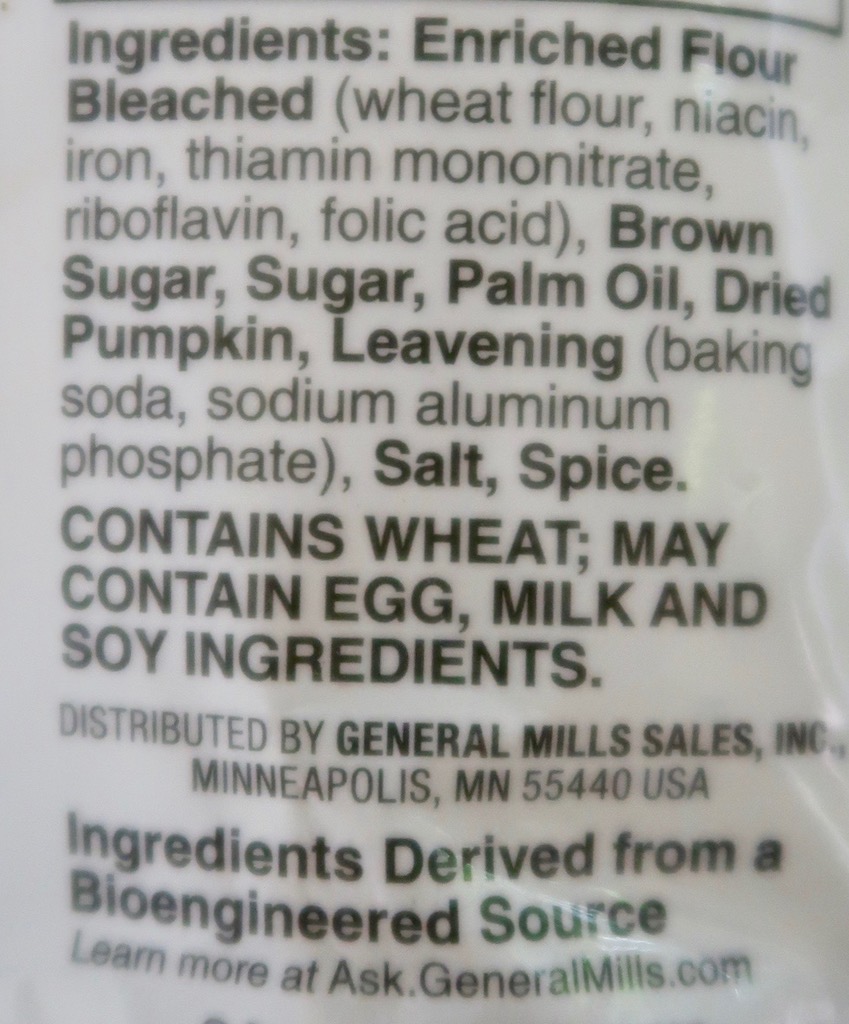 Ingredients: Enriched Flour
Bleached (wheat flour, niacin,
iron, thiamin mononitrate,
riboflavin, folic acid), Brown
Sugar, Sugar, Palm Oil, Dried
Pumpkin, Leavening (baking
soda, sodium aluminum
phosphate), Salt, Spice.
CONTAINS WHEAT; MAY
CONTAIN EGG, MILK AND
SOY INGREDIENTS.
DISTRIBUTED BY GENERAL MILLS SALES, INC.,
MINNEAPOLIS, MN 55440 USA
Ingredients Derived from a
Bioengineered Source
Learn more at Ask.GeneralMills.com